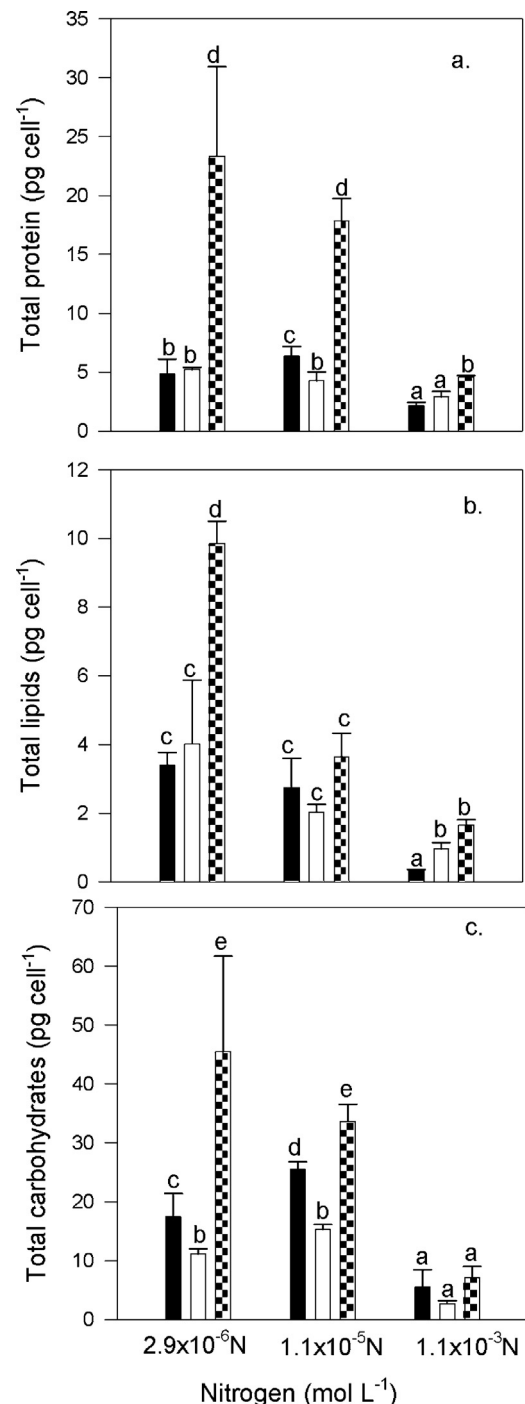 35
30
25
20
15
10
5
0
Total protein (pg cell⁻¹)
a.
b b d
c b d
a a b
12
10
8
6
4
2
0
Total lipids (pg cell⁻¹)
b.
c c d
c c c
a b b
70
60
50
40
30
20
10
0
Total carbohydrates (pg cell⁻¹)
c.
c b e
d b e
a a a
2.9x10⁻⁶N 1.1x10⁻⁵N 1.1x10⁻³N
Nitrogen (mol L⁻¹)